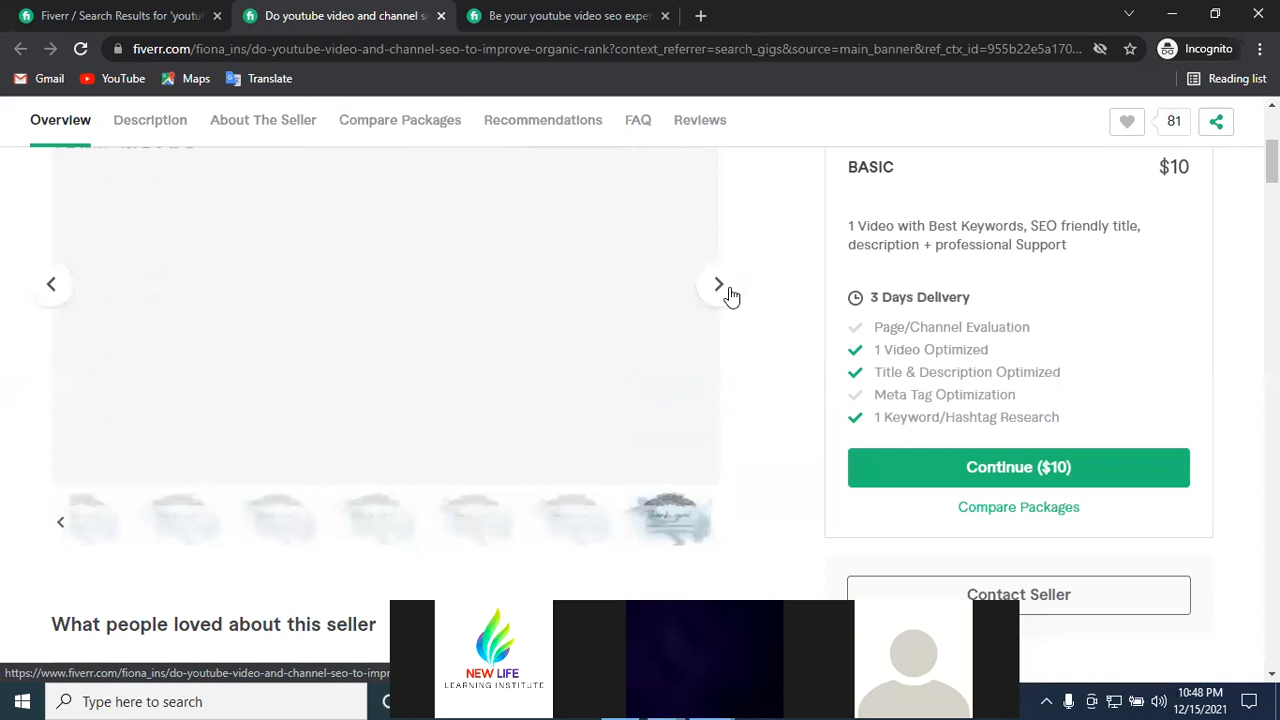 Overview / Search Results for 'youtu
Do youtube video and channel s
Be your youtube video seo exper
fiverr.com/fiona_ins/do-youtube-video-and-channel-seo-to-improve-organic-rank?context_referrer=search_gigs&source=main_banner&ref_ctx_id=955b22e5a170...
Incognito
Gmail
YouTube
Maps
Translate
Reading list
Overview
Description
About The Seller
Compare Packages
Recommendations
FAQ
Reviews
81
BASIC
$10
1 Video with Best Keywords, SEO friendly title,
description + professional Support
3 Days Delivery
Page/Channel Evaluation
1 Video Optimized
Title & Description Optimized
Meta Tag Optimization
1 Keyword/Hashtag Research
Continue ($10)
Compare Packages
Contact Seller
What people loved about this seller
https://www.fiverr.com/fiona_ins/do-youtube-video-and-channel-seo-to-impr
NEW LIFE
LEARNING INSTITUTE
Type here to search
10:48 PM
12/15/2021